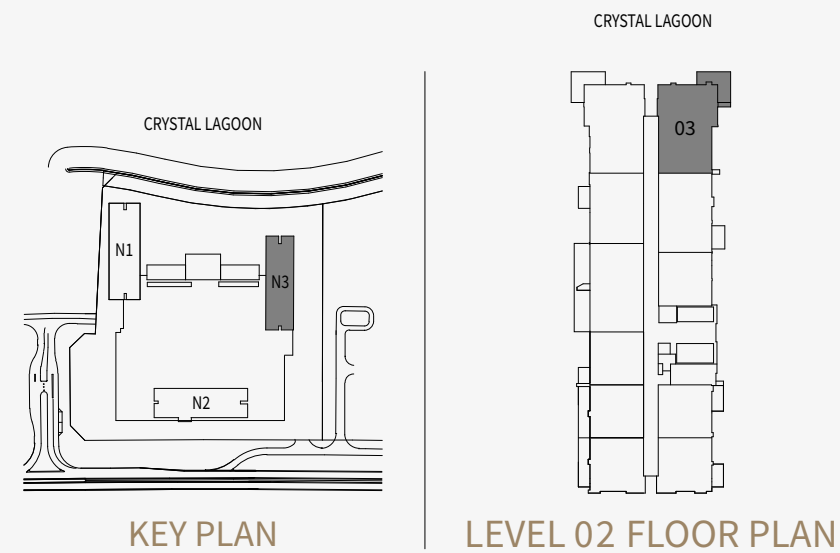 CRYSTAL LAGOON
N1
N3
N2
KEY PLAN
CRYSTAL LAGOON
03
LEVEL 02 FLOOR PLAN